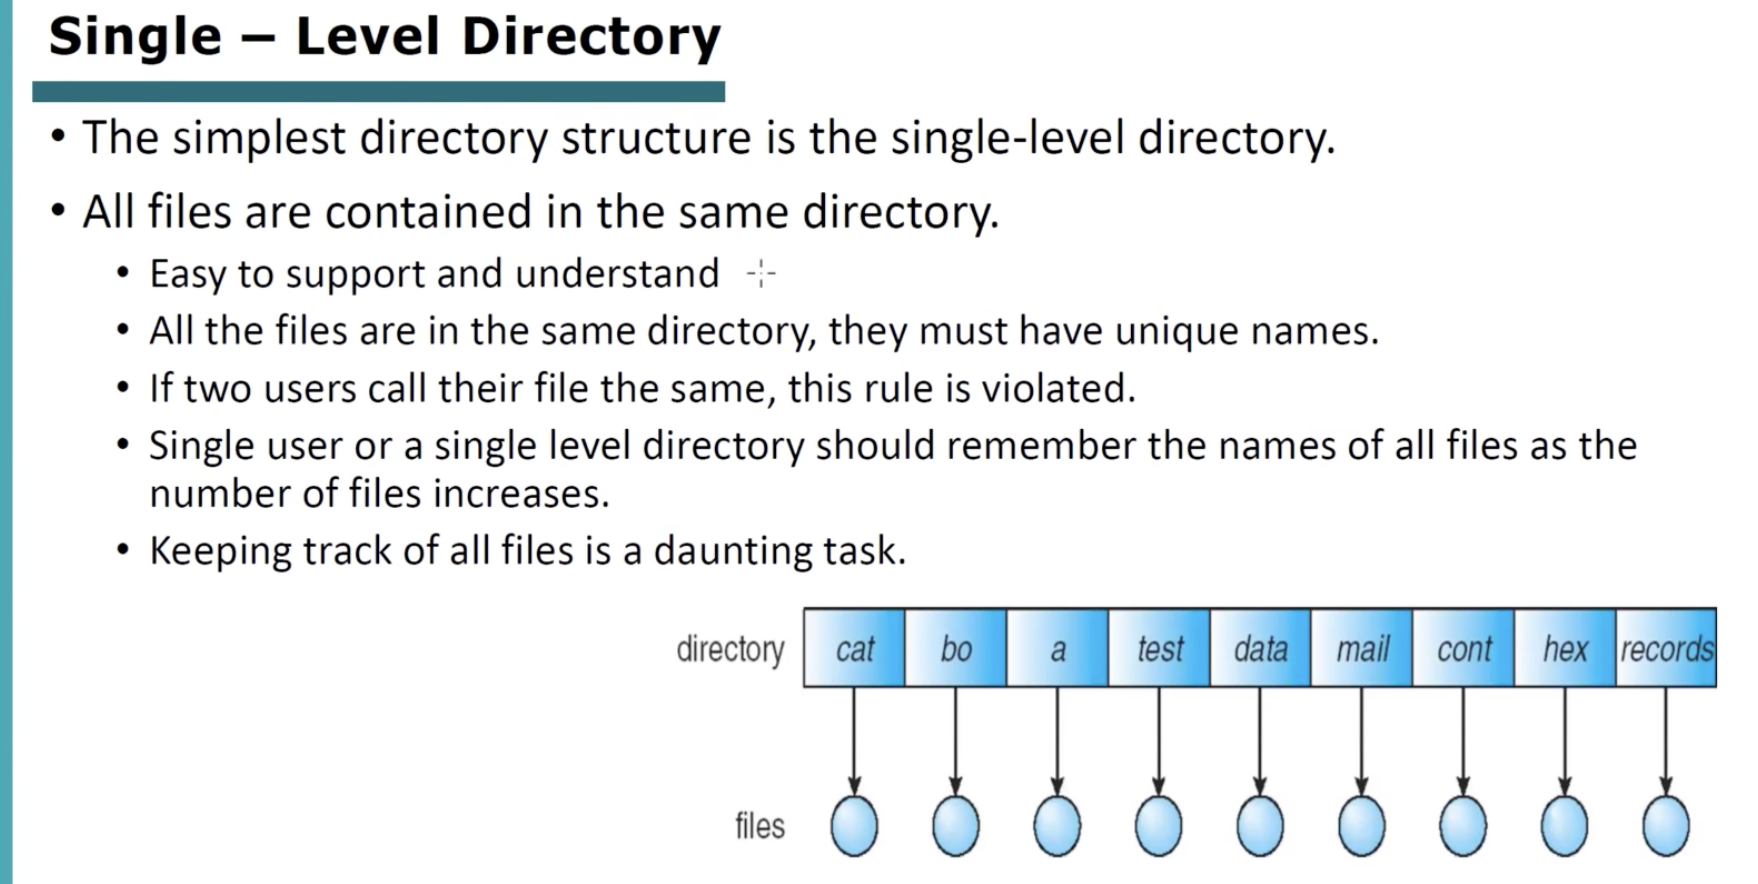 Single – Level Directory
• The simplest directory structure is the single-level directory.
• All files are contained in the same directory.
• Easy to support and understand
• All the files are in the same directory, they must have unique names.
• If two users call their file the same, this rule is violated.
• Single user or a single level directory should remember the names of all files as the
number of files increases.
• Keeping track of all files is a daunting task.
directory cat bo a test data mail cont hex records
files